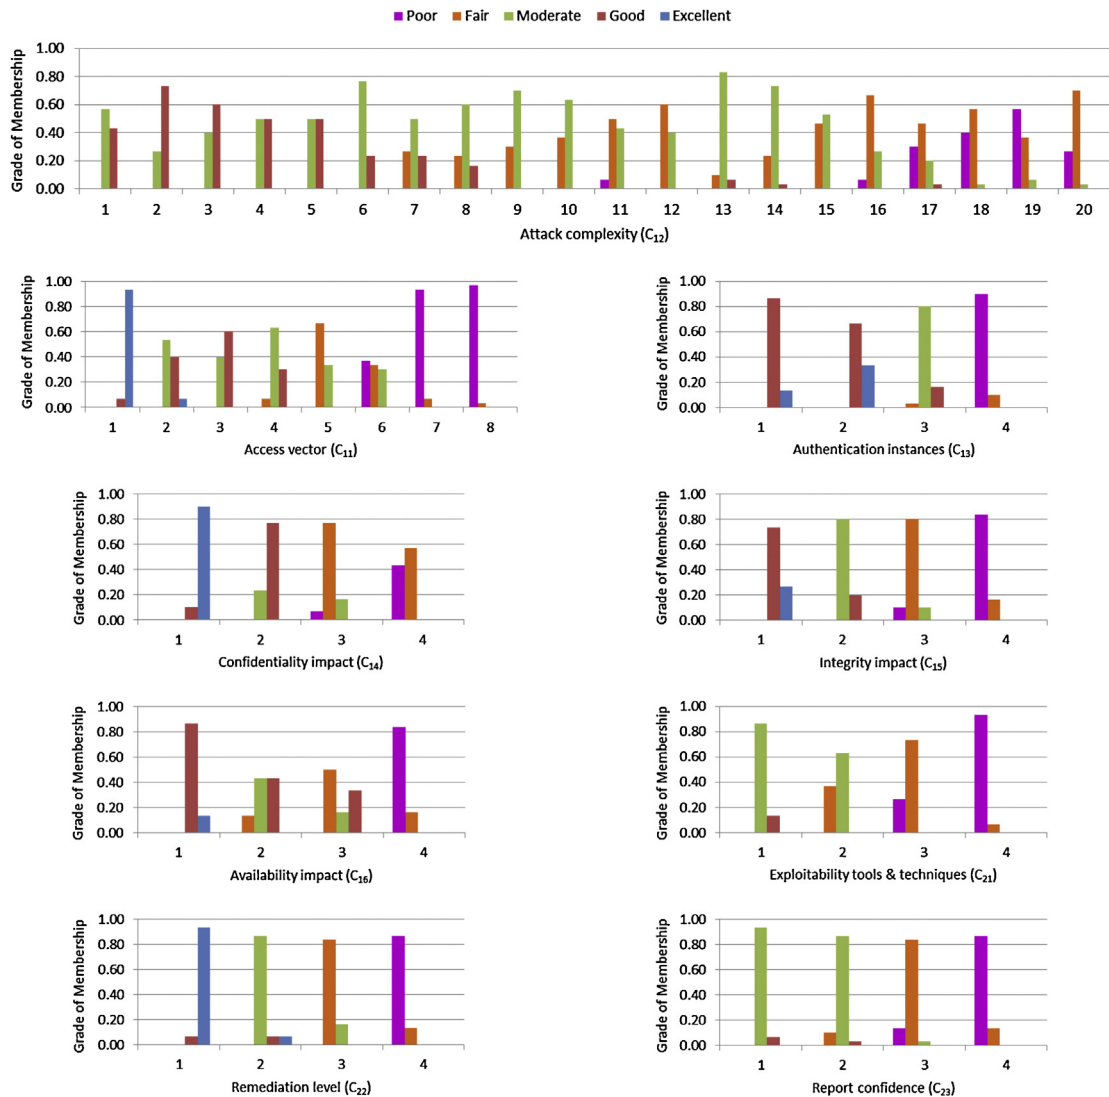 Poor Fair Moderate Good Excellent
Grade of Membership
1.00
0.80
0.60
0.40
0.20
0.00
1 2 3 4 5 6 7 8 9 10 11 12 13 14 15 16 17 18 19 20
Attack complexity (C12)
Grade of Membership
1.00
0.80
0.60
0.40
0.20
0.00
1 2 3 4 5 6 7 8
Access vector (C11)
Grade of Membership
1.00
0.80
0.60
0.40
0.20
0.00
1 2 3 4
Authentication instances (C13)
Grade of Membership
1.00
0.80
0.60
0.40
0.20
0.00
1 2 3 4
Confidentiality impact (C14)
Grade of Membership
1.00
0.80
0.60
0.40
0.20
0.00
1 2 3 4
Integrity impact (C15)
Grade of Membership
1.00
0.80
0.60
0.40
0.20
0.00
1 2 3 4
Availability impact (C16)
Grade of Membership
1.00
0.80
0.60
0.40
0.20
0.00
1 2 3 4
Exploitability tools & techniques (C21)
Grade of Membership
1.00
0.80
0.60
0.40
0.20
0.00
1 2 3 4
Remediation level (C22)
Grade of Membership
1.00
0.80
0.60
0.40
0.20
0.00
1 2 3 4
Report confidence (C23)